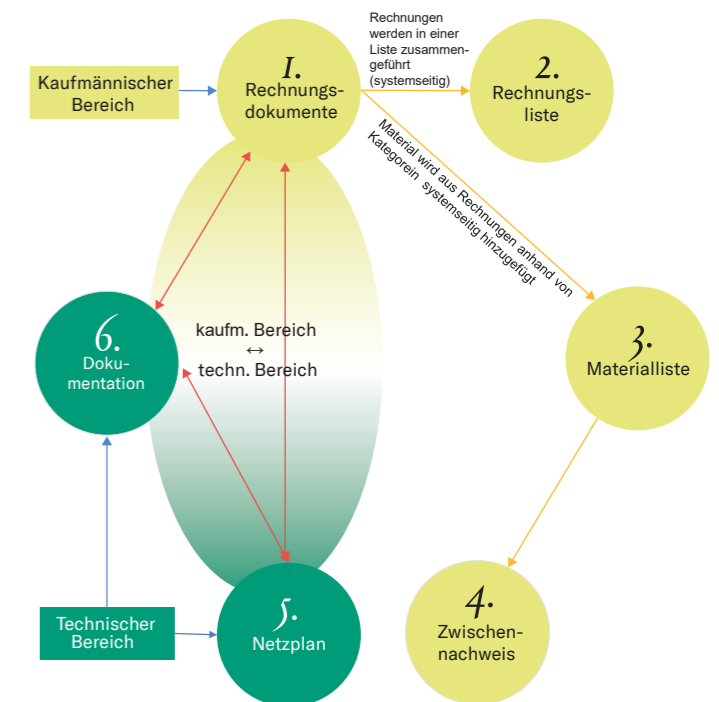 Kaufmännischer
Bereich
1.
Rechnungs-
dokumente
Rechnungen
werden in einer
Liste zusammen-
geführt
(systemseitig)
2.
Rechnungs-
liste
Material wird aus Rechnungen anhand von
Kategorein systemseitig hinzugefügt
3.
Materialliste
kaufm. Bereich
↔
techn. Bereich
6.
Doku-
mentation
4.
Zwischen-
nachweis
5.
Netzplan
Technischer
Bereich